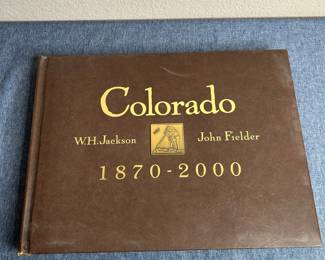 Colorado
W.H.Jackson John Fielder
1870-2000